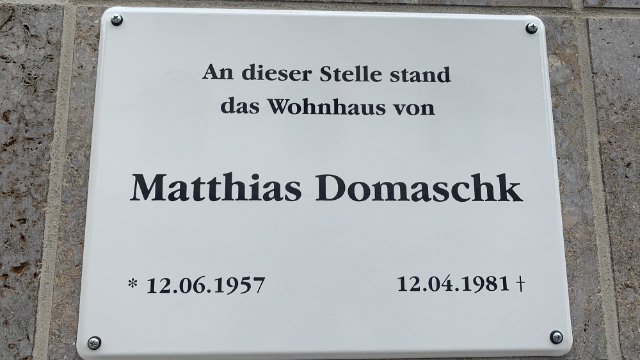 An dieser Stelle stand
das Wohnhaus von
Matthias Domaschk
* 12.06.1957 12.04.1981 †